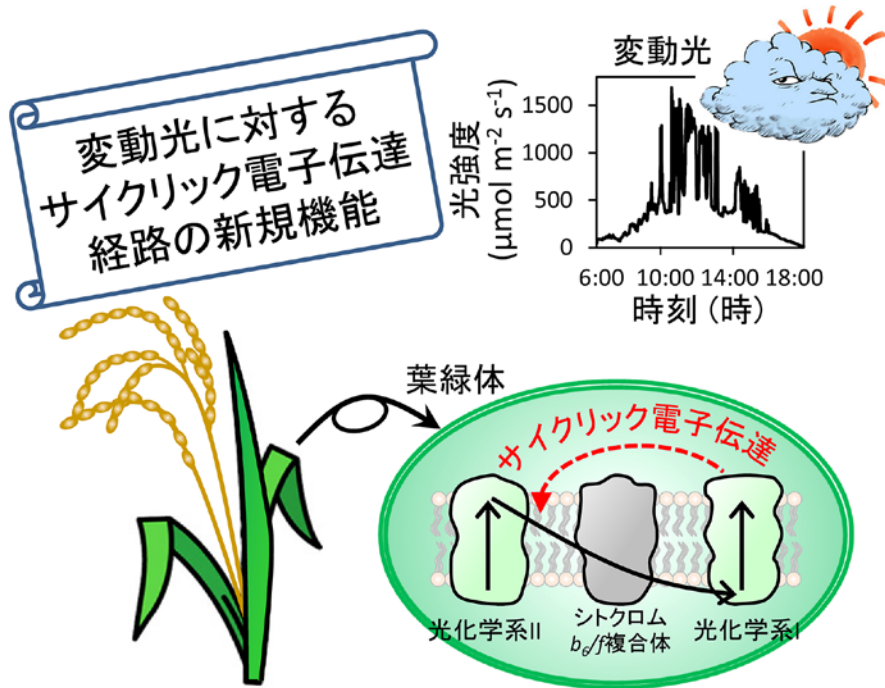 変動光に対する
サイクリック電子伝達
経路の新規機能
変動光
光強度
(μmol m⁻² s⁻¹)
1500
1000
500
0
6:00 10:00 14:00 18:00
時刻(時)
葉緑体
サイクリック電子伝達
光化学系II
シトクロム
b₆/f複合体
光化学系I